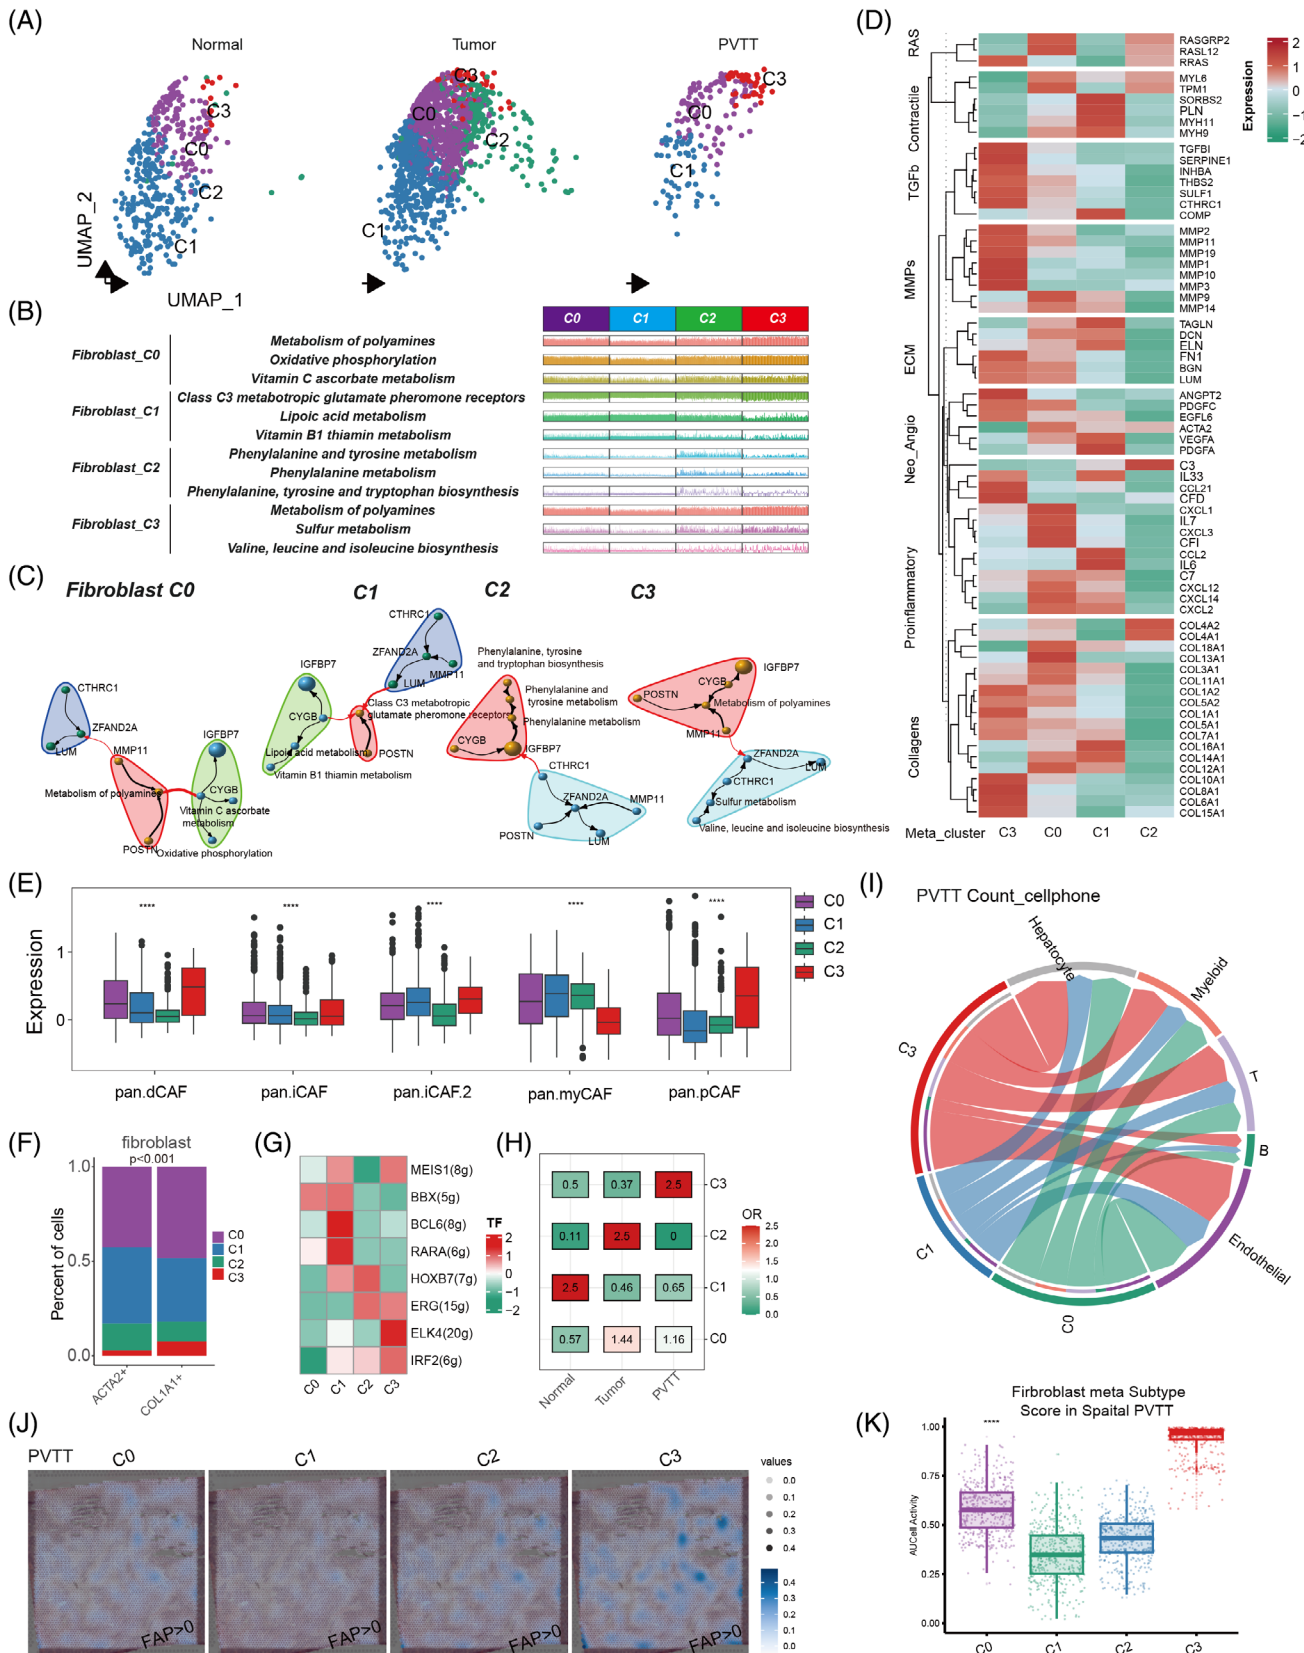 (A)
Normal
Tumor
PVTT
C3
C0
C2
C1
C3
C0
C2
C1
C3
C0
C1
UMAP_2
UMAP_1
(B)
C0 C1 C2 C3
Fibroblast_C0
Metabolism of polyamines
Oxidative phosphorylation
Vitamin C ascorbate metabolism
Fibroblast_C1
Class C3 metabotropic glutamate pheromone receptors
Lipoic acid metabolism
Vitamin B1 thiamin metabolism
Fibroblast_C2
Phenylalanine and tyrosine metabolism
Phenylalanine metabolism
Phenylalanine, tyrosine and tryptophan biosynthesis
Fibroblast_C3
Metabolism of polyamines
Sulfur metabolism
Valine, leucine and isoleucine biosynthesis
(C)
Fibroblast C0
C1
C2
C3
CTHRC1
ZFAND2A
LUM
MMP11
Metabolism of polyamines
POSTN
IGFBP7
CYGB
Vitamin C ascorbate
metabolism
Oxidative phosphorylation
CTHRC1
ZFAND2A
MMP11
LUM
IGFBP7
CYGB
Class C3 metabotropic
glutamate pheromone receptors
Lipoic acid metabolism
Vitamin B1 thiamin metabolism
POSTN
Phenylalanine, tyrosine
and tryptophan biosynthesis
Phenylalanine and
tyrosine metabolism
Phenylalanine metabolism
CYGB
IGFBP7
CTHRC1
ZFAND2A
MMP11
POSTN
LUM
IGFBP7
CYGB
POSTN
Metabolism of polyamines
MMP11
ZFAND2A
LUM
CTHRC1
Sulfur metabolism
Valine, leucine and isoleucine biosynthesis
(D)
RAS
RASGRP2
RASL12
RRAS
Contractile
MYL6
TPM1
SORBS2
PLN
MYH11
MYH9
TGFb
TGFBI
SERPINE1
INHBA
THBS2
SULF1
CTHRC1
COMP
MMPs
MMP2
MMP11
MMP19
MMP1
MMP10
MMP3
MMP9
MMP14
ECM
TAGLN
DCN
ELN
FN1
BGN
LUM
Neo_Angio
ANGPT2
PDGFC
EGFL6
ACTA2
VEGFA
PDGFA
Proinflammatory
C3
IL33
CCL21
CFD
CXCL1
IL7
CXCL3
CFI
CCL2
IL6
C7
CXCL12
CXCL14
CXCL2
Collagens
COL4A2
COL4A1
COL18A1
COL13A1
COL3A1
COL11A1
COL1A2
COL5A2
COL1A1
COL5A1
COL7A1
COL16A1
COL14A1
COL12A1
COL10A1
COL8A1
COL6A1
COL15A1
Meta_cluster C3 C0 C1 C2
Expression
2
1
0
−1
−2
(E)
Expression
1
0
****
****
****
****
****
pan.dCAF
pan.iCAF
pan.iCAF.2
pan.myCAF
pan.pCAF
C0
C1
C2
C3
(F)
fibroblast
p<0.001
Percent of cells
1.0
0.5
0.0
ACTA2+
COL1A1+
C0
C1
C2
C3
(G)
MEIS1(8g)
BBX(5g)
BCL6(8g)
RARA(6g)
HOXB7(7g)
ERG(15g)
ELK4(20g)
IRF2(6g)
C0 C1 C2 C3
TF
2
1
0
−1
−2
(H)
0.5 0.37 2.5 C3
0.11 2.5 0 C2
2.5 0.46 0.65 C1
0.57 1.44 1.16 C0
Normal
Tumor
PVTT
OR
2.5
2.0
1.5
1.0
0.5
0.0
(I)
PVTT Count_cellphone
Hepatocyte
Myeloid
T
B
Endothelial
C0
C1
C3
(J)
PVTT
C0
C1
C2
C3
FAP>0
FAP>0
FAP>0
FAP>0
values
0.0
0.1
0.2
0.3
0.4
0.4
0.3
0.2
0.1
0.0
(K)
Firbroblast meta Subtype
Score in Spaital PVTT
****
AUCell Activity
1.00
0.75
0.50
0.25
0.00
C0
C1
C2
C3